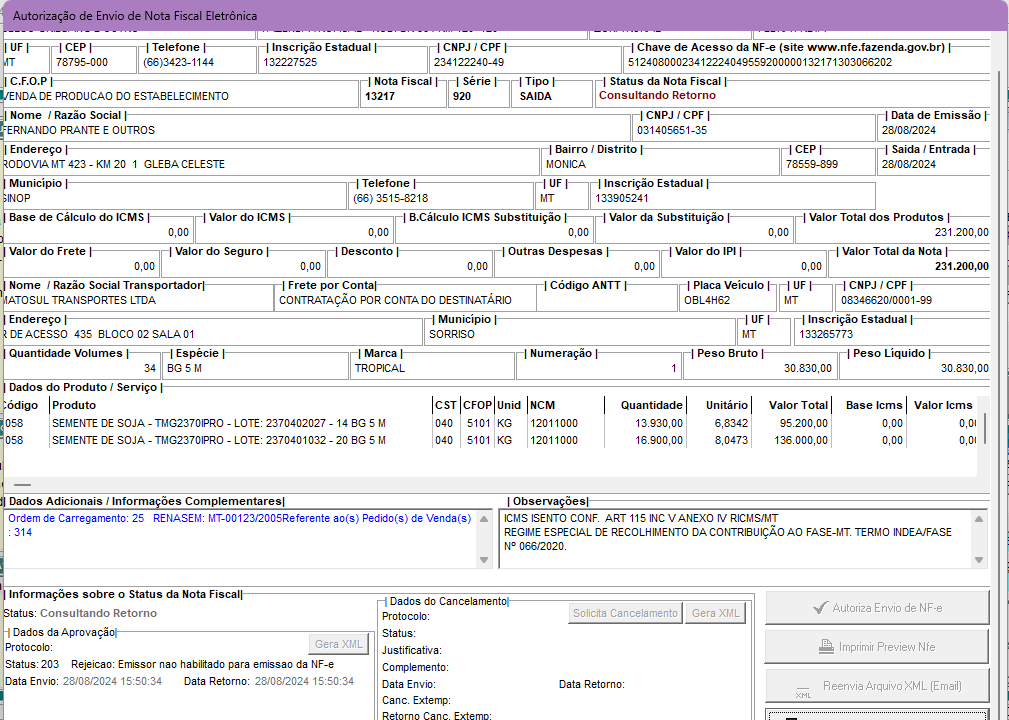 Autorização de Envio de Nota Fiscal Eletrônica
| UF | | CEP | | Telefone | | Inscrição Estadual | | CNPJ / CPF | | Chave de Acesso da NF-e (site www.nfe.fazenda.gov.br) |
MT 78795-000 (66)3423-1144 132227525 234122240-49 51240800023412224049559200000132171303066202
| C.F.O.P | | Nota Fiscal | | Série | | Tipo | | Status da Nota Fiscal |
VENDA DE PRODUCAO DO ESTABELECIMENTO 13217 920 SAIDA Consultando Retorno
| Nome / Razão Social | | CNPJ / CPF | | Data de Emissão |
FERNANDO PRANTE E OUTROS 031405651-35 28/08/2024
| Endereço | | Bairro / Distrito | | CEP | | Saida / Entrada |
RODOVIA MT 423 - KM 20 1 GLEBA CELESTE MONICA 78559-899 28/08/2024
| Município | | Telefone | | UF | | Inscrição Estadual |
SINOP (66) 3515-8218 MT 133905241
| Base de Cálculo do ICMS | | Valor do ICMS | | B.Cálculo ICMS Substituição | | Valor da Substituição | | Valor Total dos Produtos |
0,00 0,00 0,00 0,00 231.200,00
| Valor do Frete | | Valor do Seguro | | Desconto | | Outras Despesas | | Valor do IPI | | Valor Total da Nota |
0,00 0,00 0,00 0,00 0,00 231.200,00
| Nome / Razão Social Transportador| | Frete por Conta| | Código ANTT | | Placa Veículo | | UF | | CNPJ / CPF |
MATOSUL TRANSPORTES LTDA CONTRATAÇÃO POR CONTA DO DESTINATÁRIO OBL4H62 MT 08346620/0001-99
| Endereço | | Município | | UF | | Inscrição Estadual |
R DE ACESSO 435 BLOCO 02 SALA 01 SORRISO MT 133265773
| Quantidade Volumes | | Espécie | | Marca | | Numeração | | Peso Bruto | | Peso Líquido |
34 BG 5 M TROPICAL 1 30.830,00 30.830,00
| Dados do Produto / Serviço |
Código Produto CST CFOP Unid NCM Quantidade Unitário Valor Total Base Icms Valor Icms
058 SEMENTE DE SOJA - TMG2370IPRO - LOTE: 2370402027 - 14 BG 5 M 040 5101 KG 12011000 13.930,00 6,8342 95.200,00 0,00 0,00
058 SEMENTE DE SOJA - TMG2370IPRO - LOTE: 2370401032 - 20 BG 5 M 040 5101 KG 12011000 16.900,00 8,0473 136.000,00 0,00 0,00
| Dados Adicionais / Informações Complementares| | Observações|
Ordem de Carregamento: 25 RENASEM: MT-00123/2005Referente ao(s) Pedido(s) de Venda(s)
: 314
ICMS ISENTO CONF. ART 115 INC V ANEXO IV RICMS/MT
REGIME ESPECIAL DE RECOLHIMENTO DA CONTRIBUIÇÃO AO FASE-MT. TERMO INDEA/FASE
Nº 066/2020.
| Informações sobre o Status da Nota Fiscal|
Status: Consultando Retorno
| Dados da Aprovação|
Protocolo: Gera XML
Status: 203 Rejeicao: Emissor nao habilitado para emissao da NF-e
Data Envio: 28/08/2024 15:50:34 Data Retorno: 28/08/2024 15:50:34
| Dados do Cancelamento|
Protocolo: Solicita Cancelamento Gera XML
Status:
Justificativa:
Complemento:
Data Envio: Data Retorno:
Canc. Extemp:
Retorno Canc. Extemp:
Autoriza Envio de NF-e
Imprimir Preview Nfe
XML Reenvia Arquivo XML (Email)